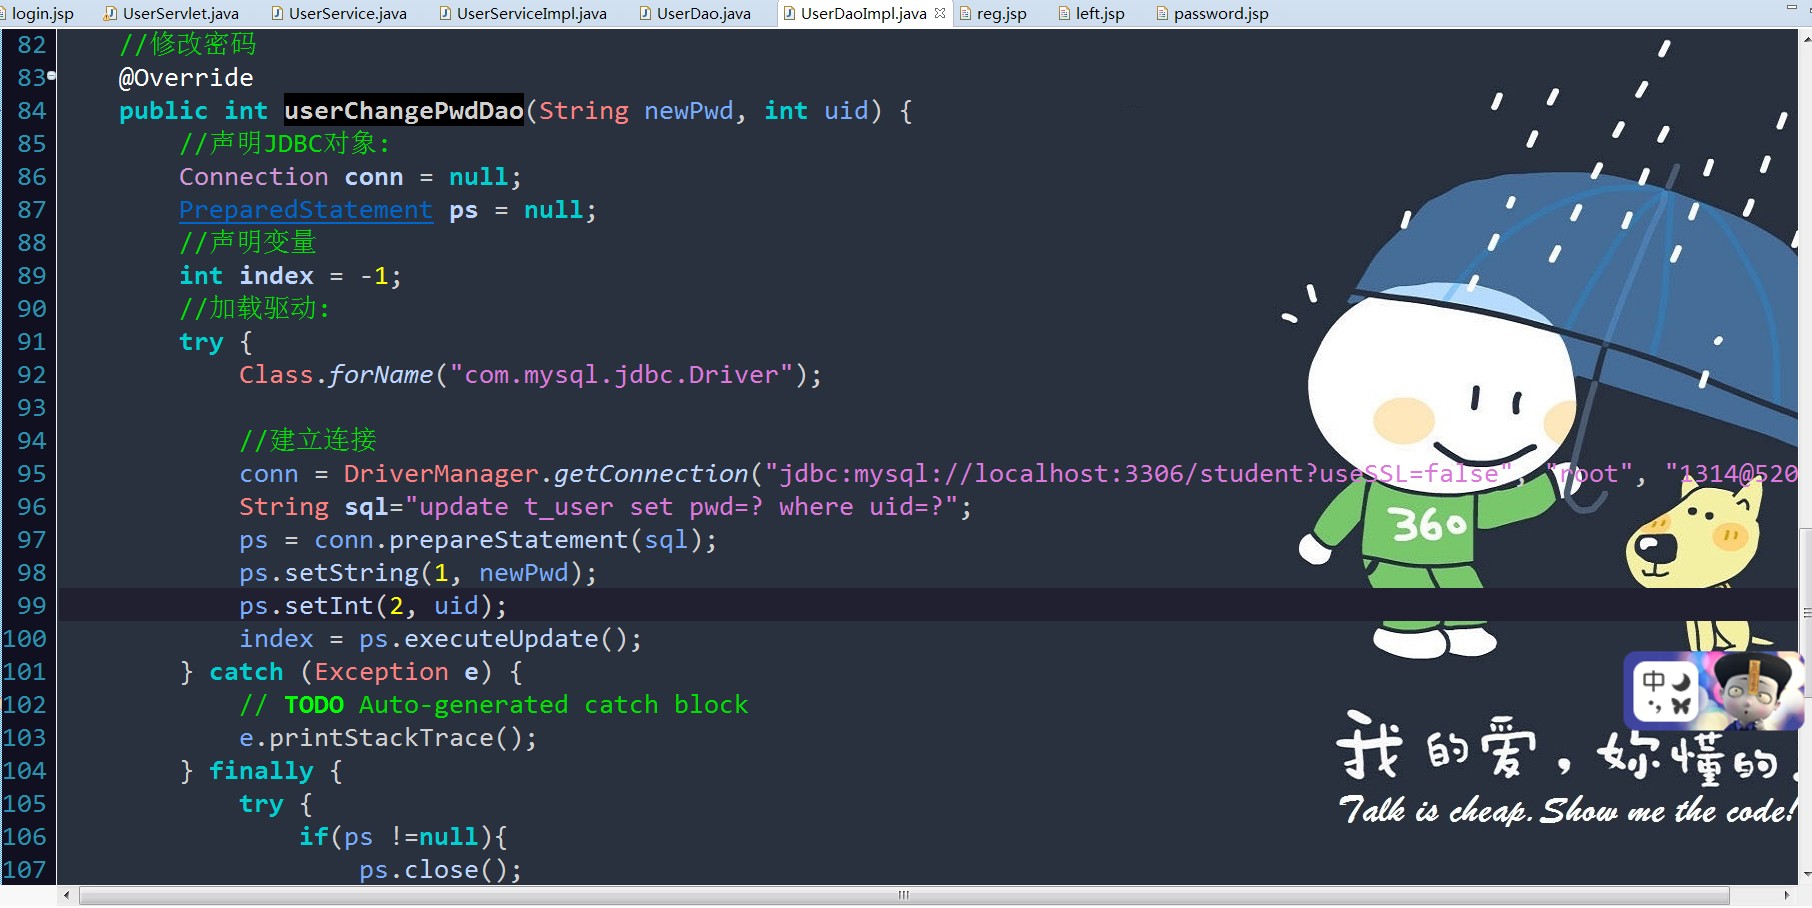 login.jsp UserServlet.java UserService.java UserServiceImpl.java UserDao.java UserDaoImpl.java reg.jsp left.jsp password.jsp
82 //修改密码
83 @Override
84 public int userChangePwdDao(String newPwd, int uid) {
85 //声明JDBC对象:
86 Connection conn = null;
87 PreparedStatement ps = null;
88 //声明变量
89 int index = -1;
90 //加载驱动:
91 try {
92 Class.forName("com.mysql.jdbc.Driver");
93
94 //建立连接
95 conn = DriverManager.getConnection("jdbc:mysql://localhost:3306/student?useSSL=false", "root", "1314@520
96 String sql="update t_user set pwd=? where uid=?";
97 ps = conn.prepareStatement(sql);
98 ps.setString(1, newPwd);
99 ps.setInt(2, uid);
100 index = ps.executeUpdate();
101 } catch (Exception e) {
102 // TODO Auto-generated catch block
103 e.printStackTrace();
104 } finally {
105 try {
106 if(ps !=null){
107 ps.close();
360
中
我的爱，妳懂的.
Talk is cheap. Show me the code!